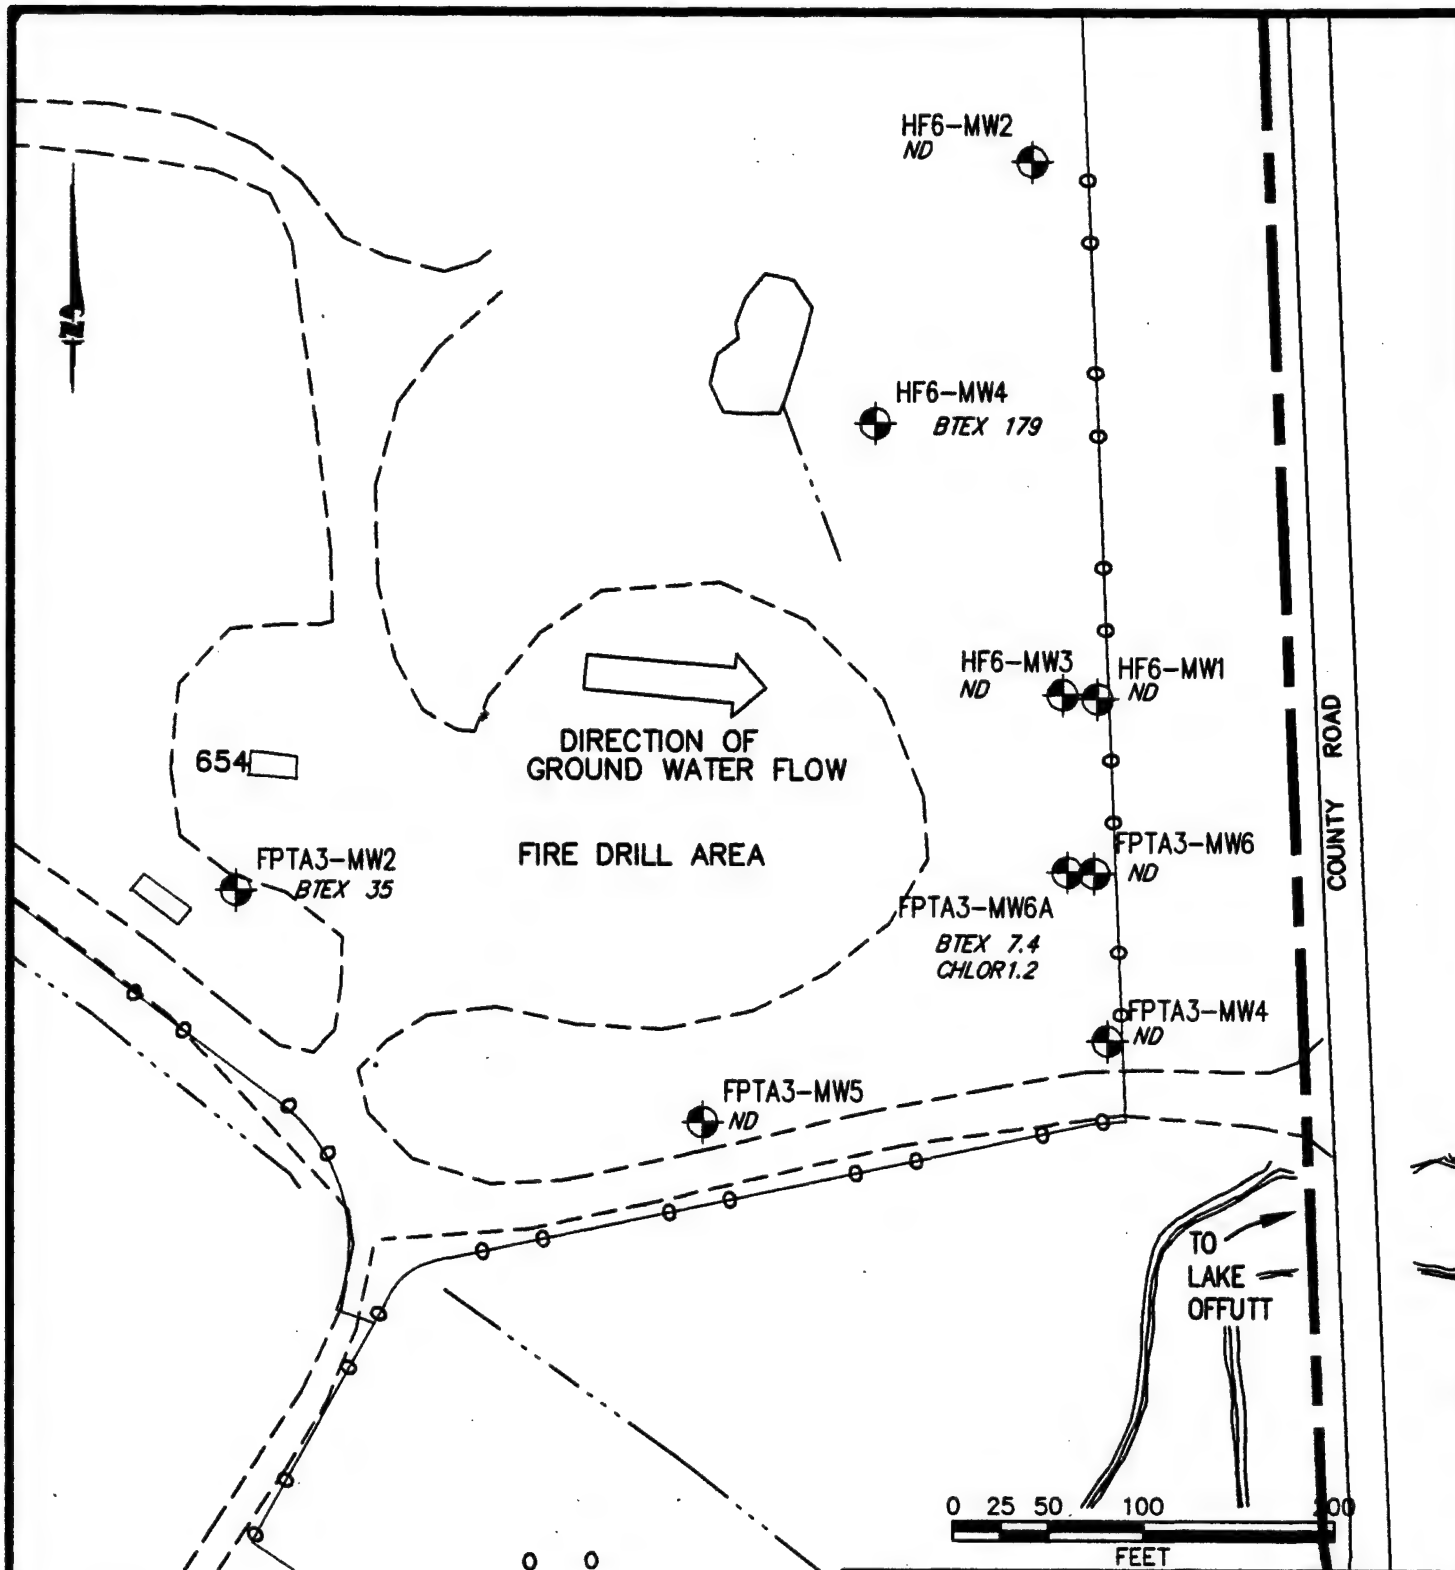 HF6-MW2
ND
N
HF6-MW4
BTEX 179
HF6-MW3
ND
HF6-MW1
ND
DIRECTION OF
GROUND WATER FLOW
COUNTY ROAD
654
FPTA3-MW2
BTEX 35
FIRE DRILL AREA
FPTA3-MW6
ND
FPTA3-MW6A
BTEX 7.4
CHLOR1.2
FPTA3-MW4
ND
FPTA3-MW5
ND
TO
LAKE
OFFUTT
0 25 50 100 200
FEET